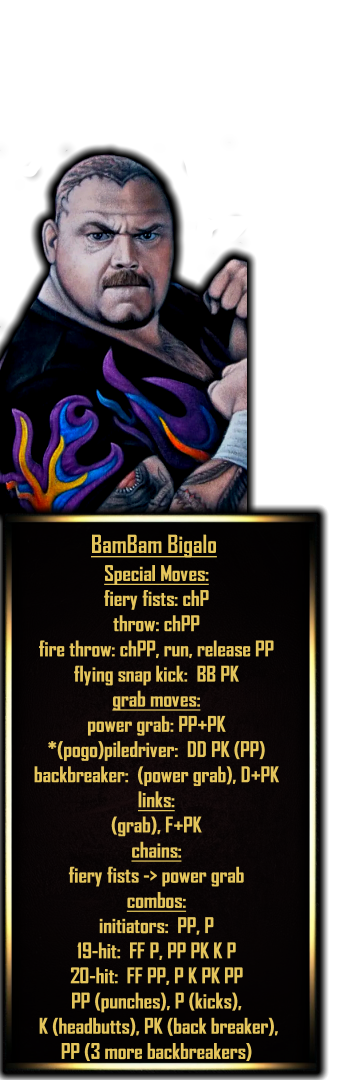 BamBam Bigalo
Special Moves:
fiery fists: chP
throw: chPP
fire throw: chPP, run, release PP
flying snap kick:  BB PK
grab moves:
power grab: PP+PK
*(pogo)piledriver:  DD PK (PP)
backbreaker:  (power grab), D+PK
links:
(grab), F+PK
chains:
fiery fists -> power grab
combos:
initiators:  PP, P
19-hit:  FF P, PP PK K P
20-hit:  FF PP, P K PK PP
PP (punches), P (kicks),
K (headbutts), PK (back breaker),
PP (3 more backbreakers)